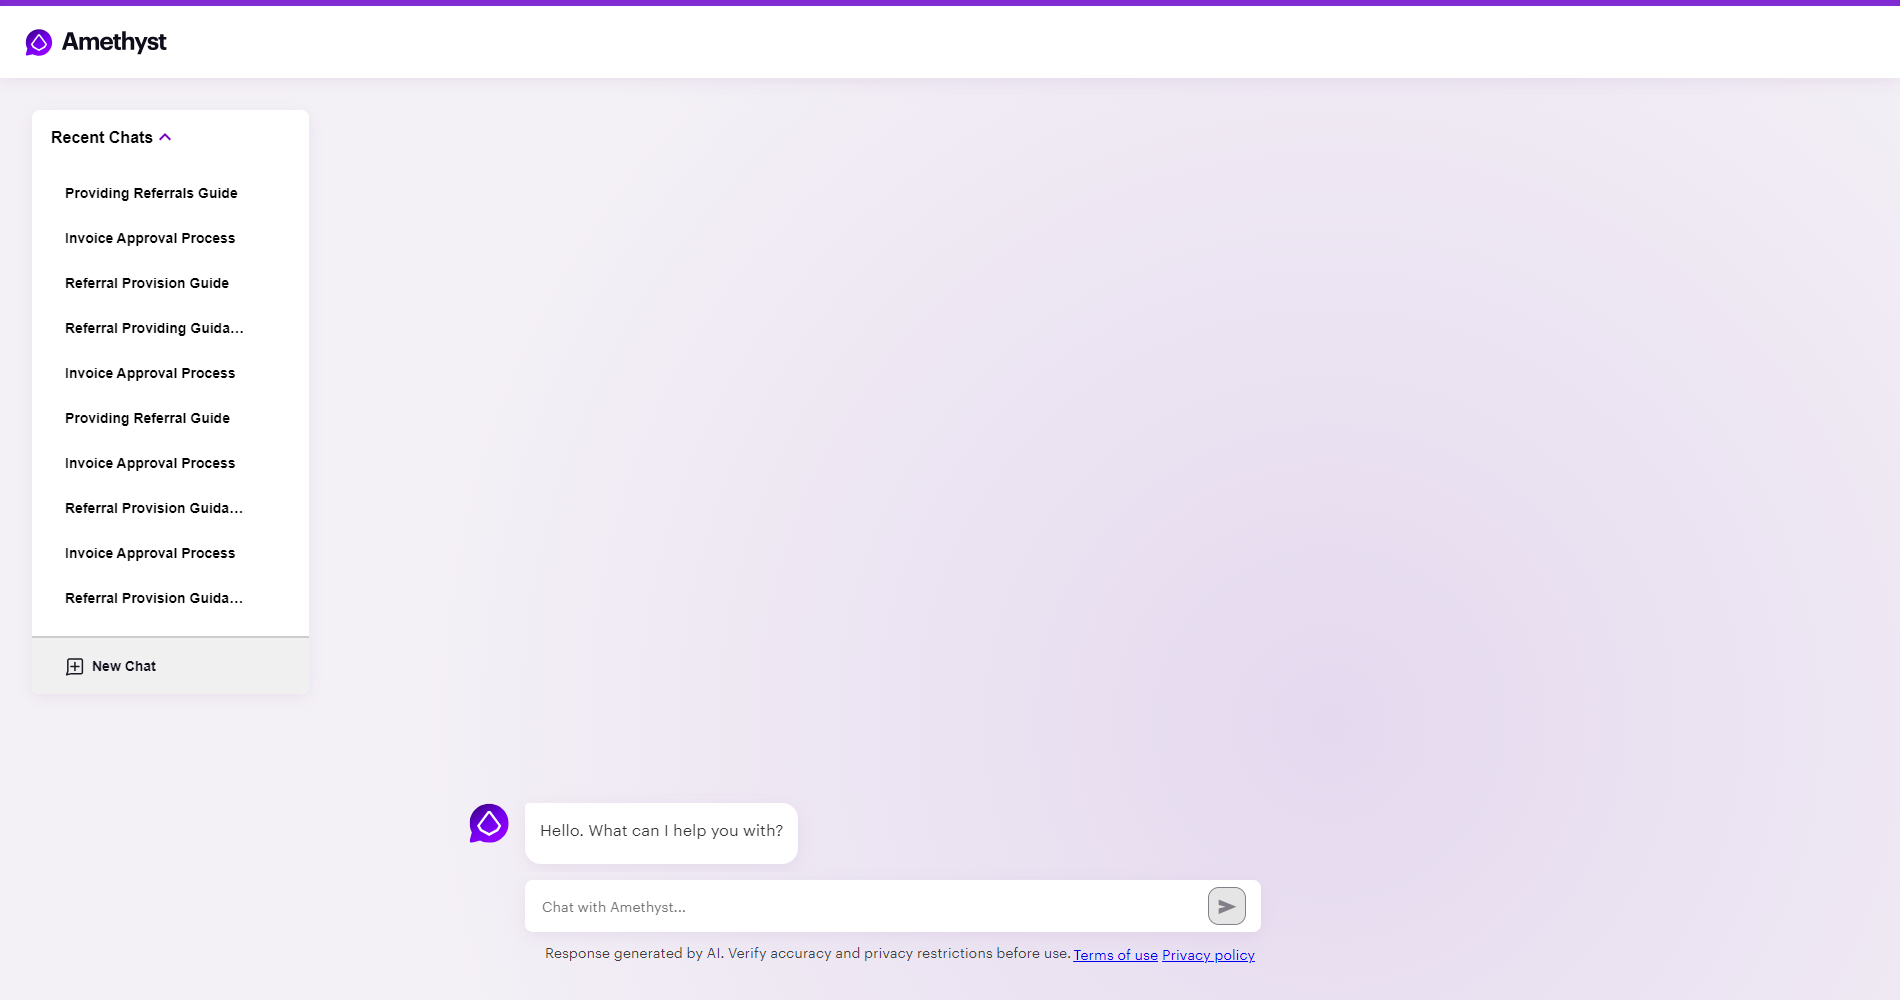 Amethyst
Recent Chats
Providing Referrals Guide
Invoice Approval Process
Referral Provision Guide
Referral Providing Guida...
Invoice Approval Process
Providing Referral Guide
Invoice Approval Process
Referral Provision Guida...
Invoice Approval Process
Referral Provision Guida...
New Chat
Hello. What can I help you with?
Chat with Amethyst...
Response generated by AI. Verify accuracy and privacy restrictions before use. Terms of use Privacy policy